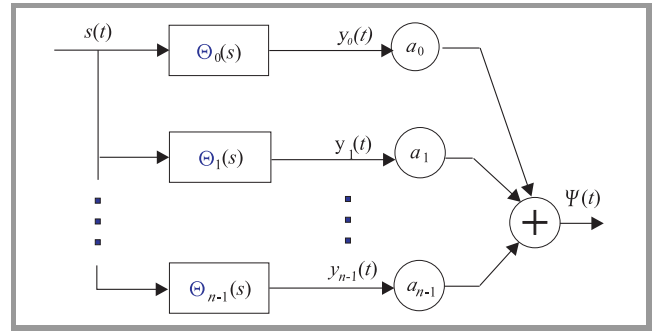 s(t) Θ₀(s) y₀(t) a₀
Θ₁(s) y₁(t) a₁
Ψ(t)
+
Θₙ₋₁(s) yₙ₋₁(t) aₙ₋₁